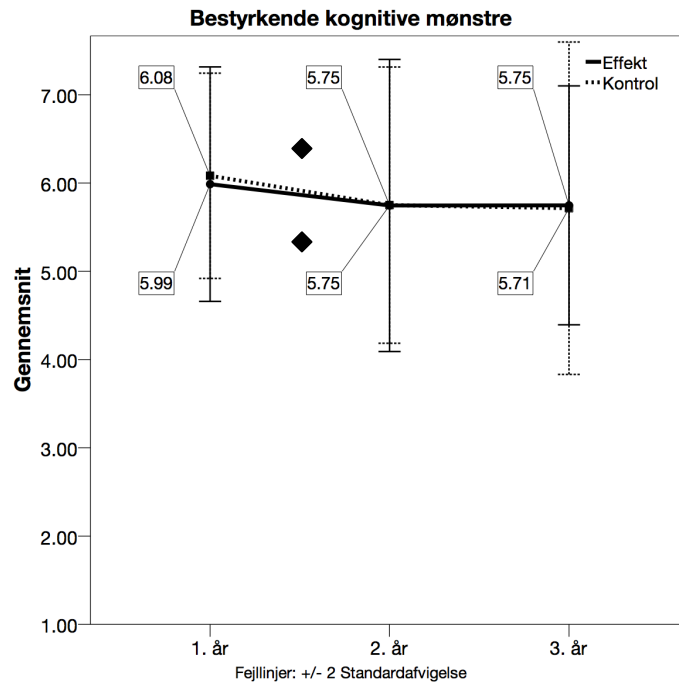 Bestyrkende kognitive mønstre
Effekt
Kontrol
6.08
5.75
5.75
5.99
5.75
5.71
Gennemsnit
7.00
6.00
5.00
4.00
3.00
2.00
1.00
1. år
2. år
3. år
Fejllinjer: +/- 2 Standardafvigelse